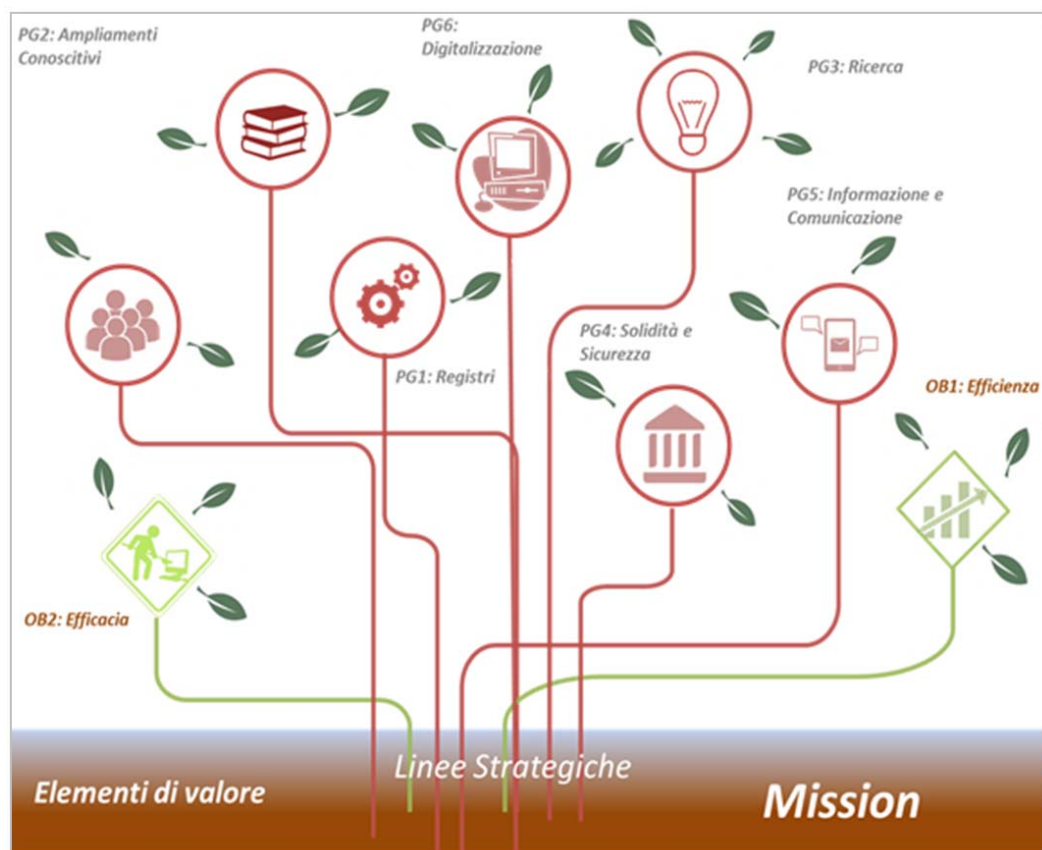 PG2: Ampliamenti
Conoscitivi
PG6:
Digitalizzazione
PG3: Ricerca
PG5: Informazione e
Comunicazione
PG4: Solidità e
Sicurezza
PG1: Registri
OB1: Efficienza
OB2: Efficacia
Linee Strategiche
Elementi di valore
Mission